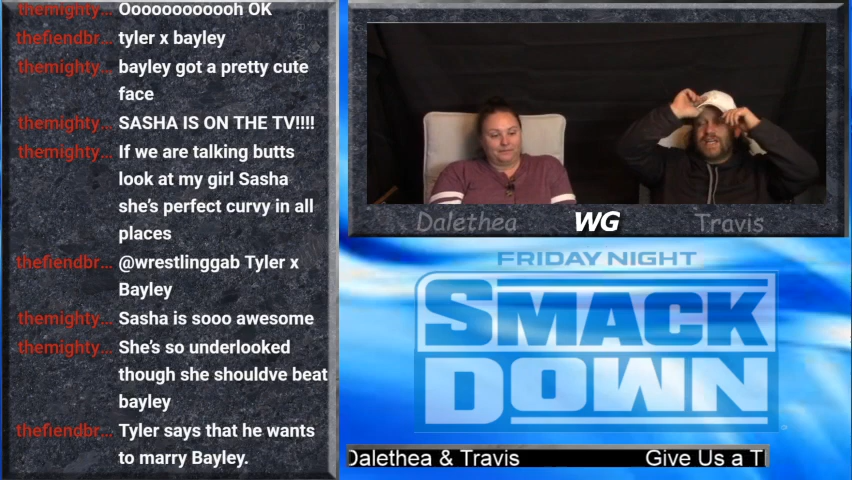 themighty... Oooooooooooh OK
thefiendbr... tyler x bayley
themighty... bayley got a pretty cute
face
themighty... SASHA IS ON THE TV!!!!
themighty... If we are talking butts
look at my girl Sasha
she's perfect curvy in all
places
thefiendbr... @wrestlinggab Tyler x
Bayley
themighty... Sasha is sooo awesome
themighty... She's so underlooked
though she shouldve beat
bayley
thefiendbr... Tyler says that he wants
to marry Bayley.
Dalethea WG Travis
FRIDAY NIGHT
SMACK
DOWN
Dalethea & Travis Give Us a T